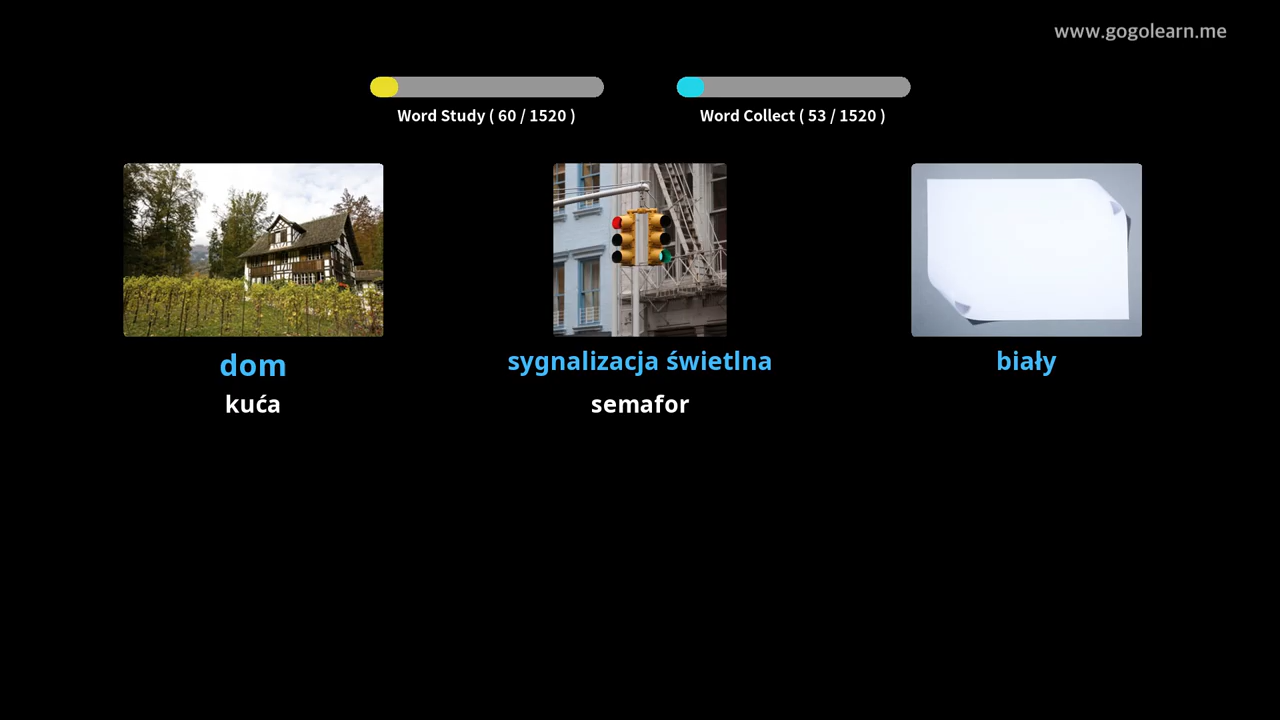 www.gogolearn.me
Word Study ( 60 / 1520 )
Word Collect ( 53 / 1520 )
dom
sygnalizacja świetlna
biały
kuća
semafor